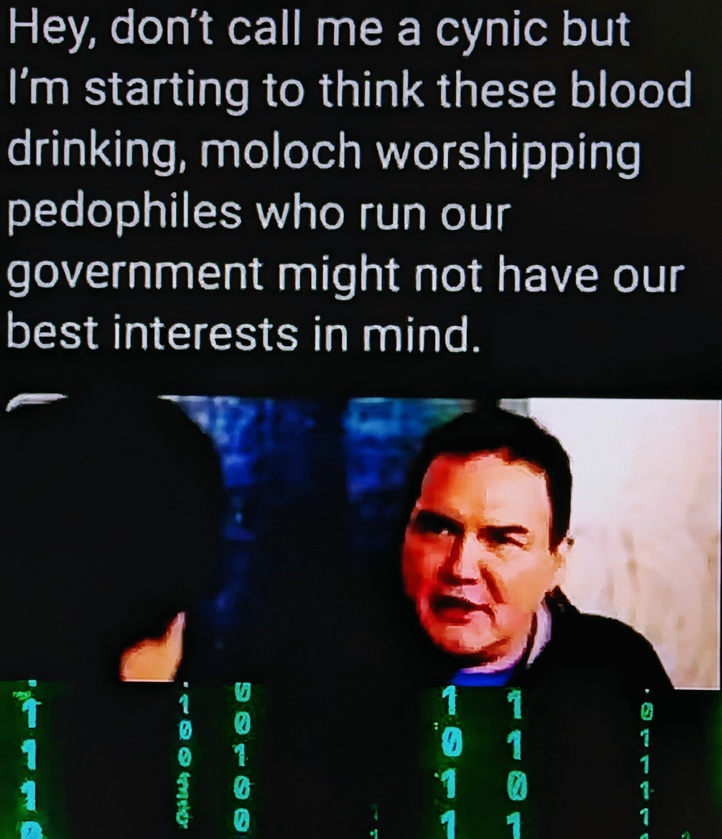 Hey, don't call me a cynic but
I'm starting to think these blood
drinking, moloch worshipping
pedophiles who run our
government might not have our
best interests in mind.